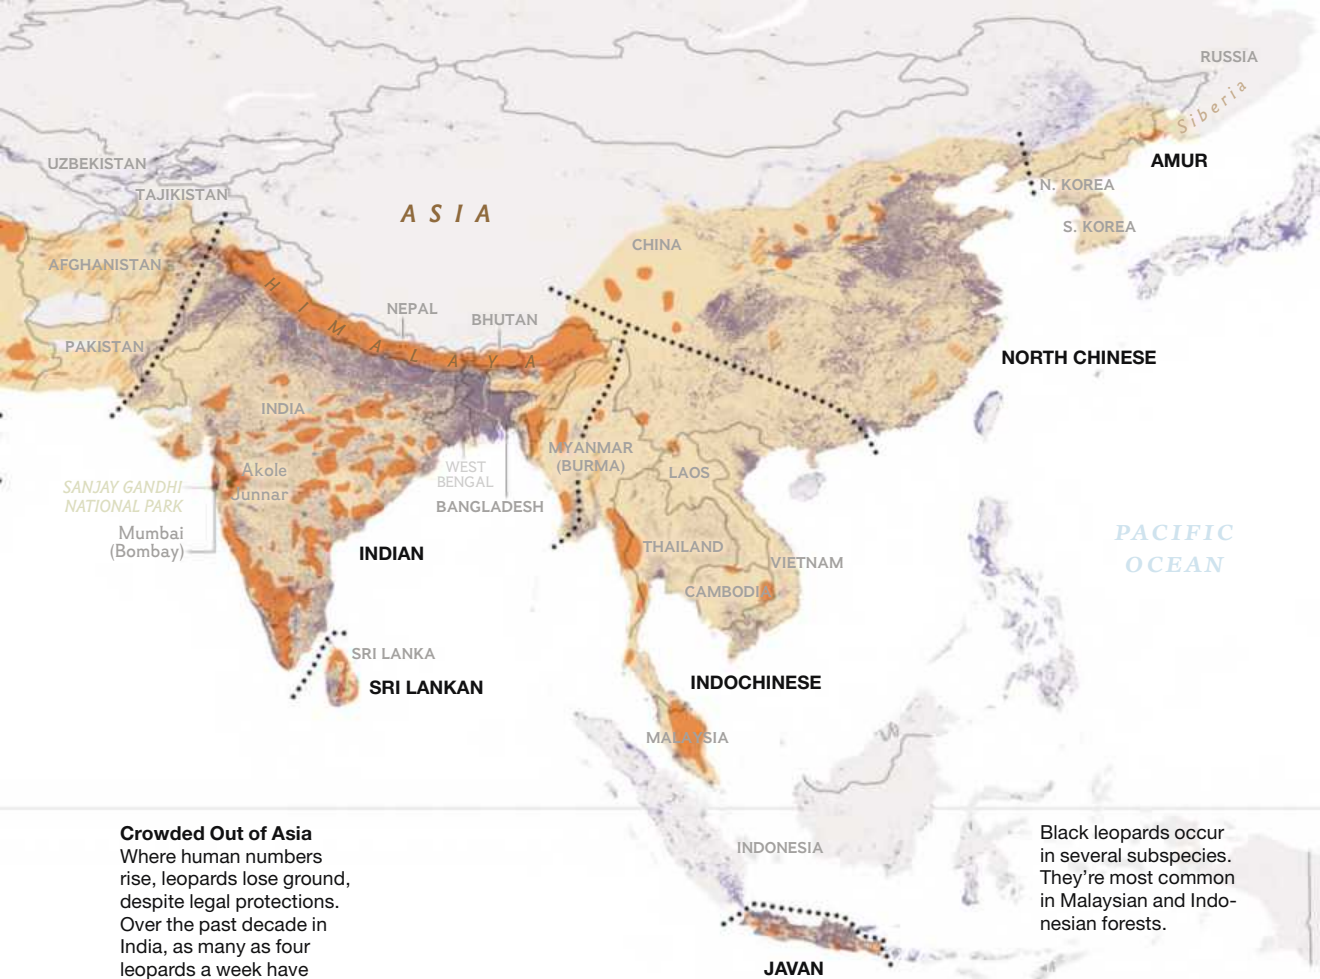 RUSSIA
Siberia
UZBEKISTAN
AMUR
TAJIKISTAN
N. KOREA
ASIA
S. KOREA
CHINA
AFGHANISTAN
HIMALAYA
NEPAL
BHUTAN
PAKISTAN
NORTH CHINESE
INDIA
MYANMAR
(BURMA)
LAOS
WEST
BENGAL
Akole
Junnar
SANJAY GANDHI
NATIONAL PARK
BANGLADESH
Mumbai
(Bombay)
PACIFIC
OCEAN
THAILAND
INDIAN
VIETNAM
CAMBODIA
SRI LANKA
SRI LANKAN
INDOCHINESE
MALAYSIA
INDONESIA
Crowded Out of Asia
Where human numbers
rise, leopards lose ground,
despite legal protections.
Over the past decade in
India, as many as four
leopards a week have
Black leopards occur
in several subspecies.
They're most common
in Malaysian and Indo-
nesian forests.
JAVAN